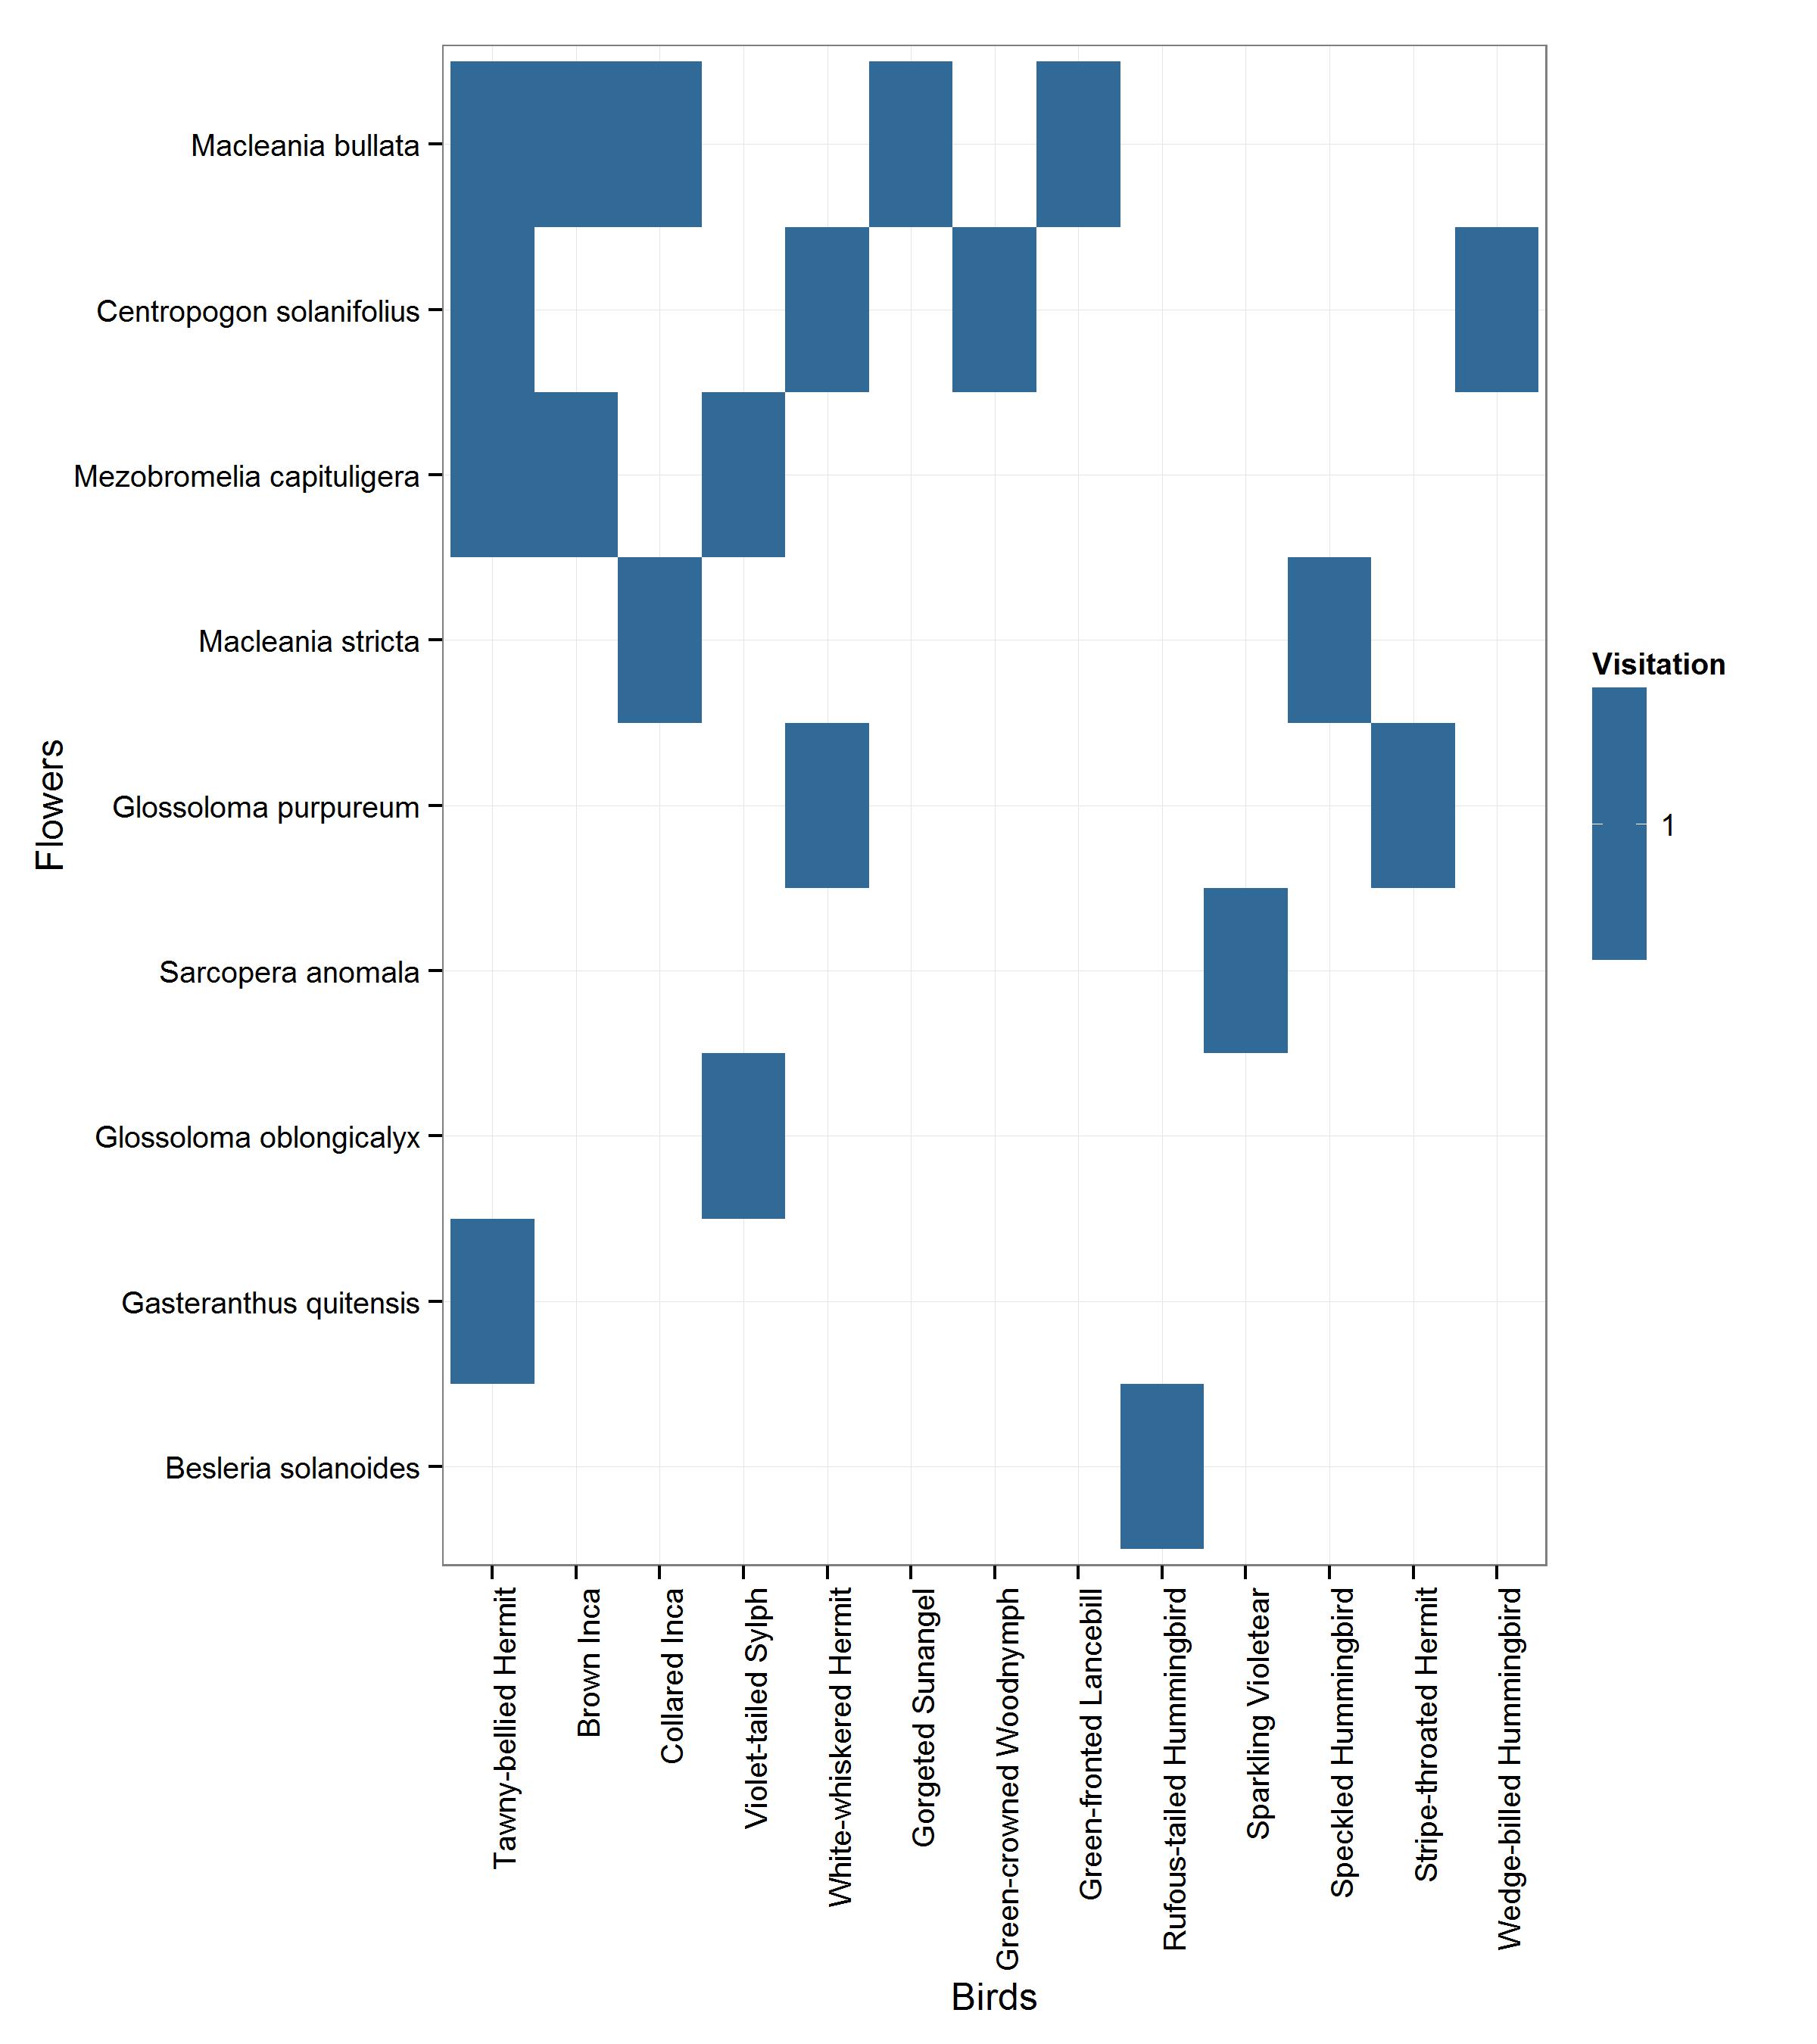 Macleania bullata
Centropogon solanifolius
Mezobromelia capituligera
Macleania stricta
Glossoloma purpureum
Sarcopera anomala
Glossoloma oblongicalyx
Gasteranthus quitensis
Besleria solanoides
Flowers
Tawny-bellied Hermit
Brown Inca
Collared Inca
Violet-tailed Sylph
White-whiskered Hermit
Gorgeted Sunangel
Green-crowned Woodnymph
Green-fronted Lancebill
Rufous-tailed Hummingbird
Sparkling Violetear
Speckled Hummingbird
Stripe-throated Hermit
Wedge-billed Hummingbird
Birds
Visitation
1